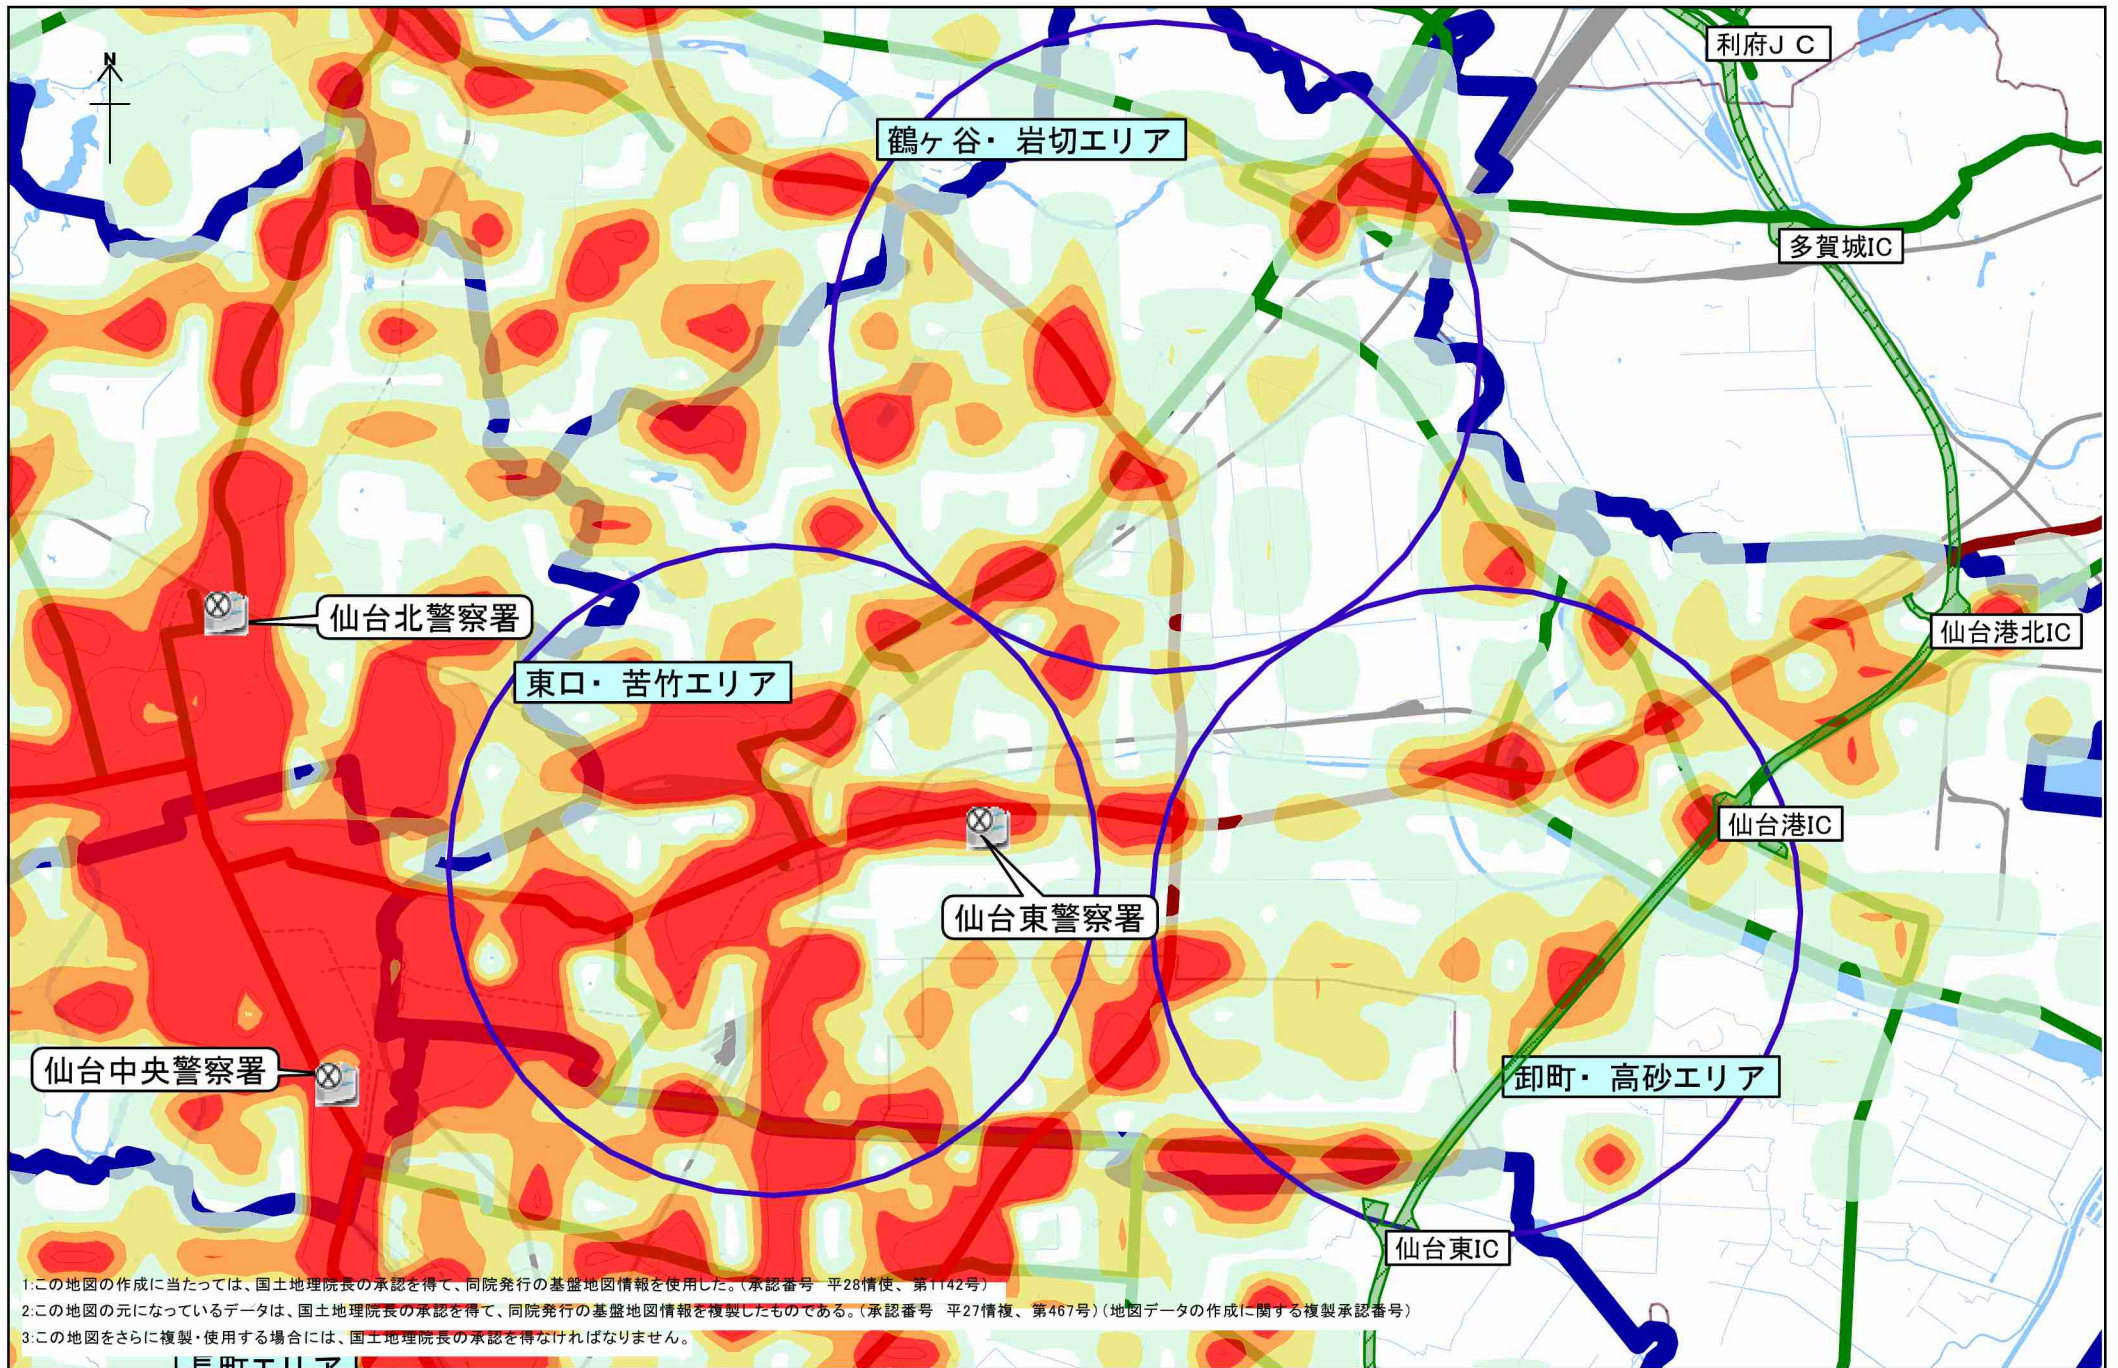 利府JC
N
鶴ヶ谷・岩切エリア
多賀城IC
仙台北警察署
仙台港北IC
東口・苦竹エリア
仙台港IC
仙台東警察署
仙台中央警察署
卸町・高砂エリア
仙台東IC
1:この地図の作成に当たっては、国土地理院長の承認を得て、同院発行の基盤地図情報を使用した。(承認番号 平28情使、第1142号)
2:この地図の元になっているデータは、国土地理院長の承認を得て、同院発行の基盤地図情報を複製したものである。(承認番号 平27情複、第467号)(地図データの作成に関する複製承認番号)
3:この地図をさらに複製・使用する場合には、国土地理院長の承認を得なければなりません。
長町エリア